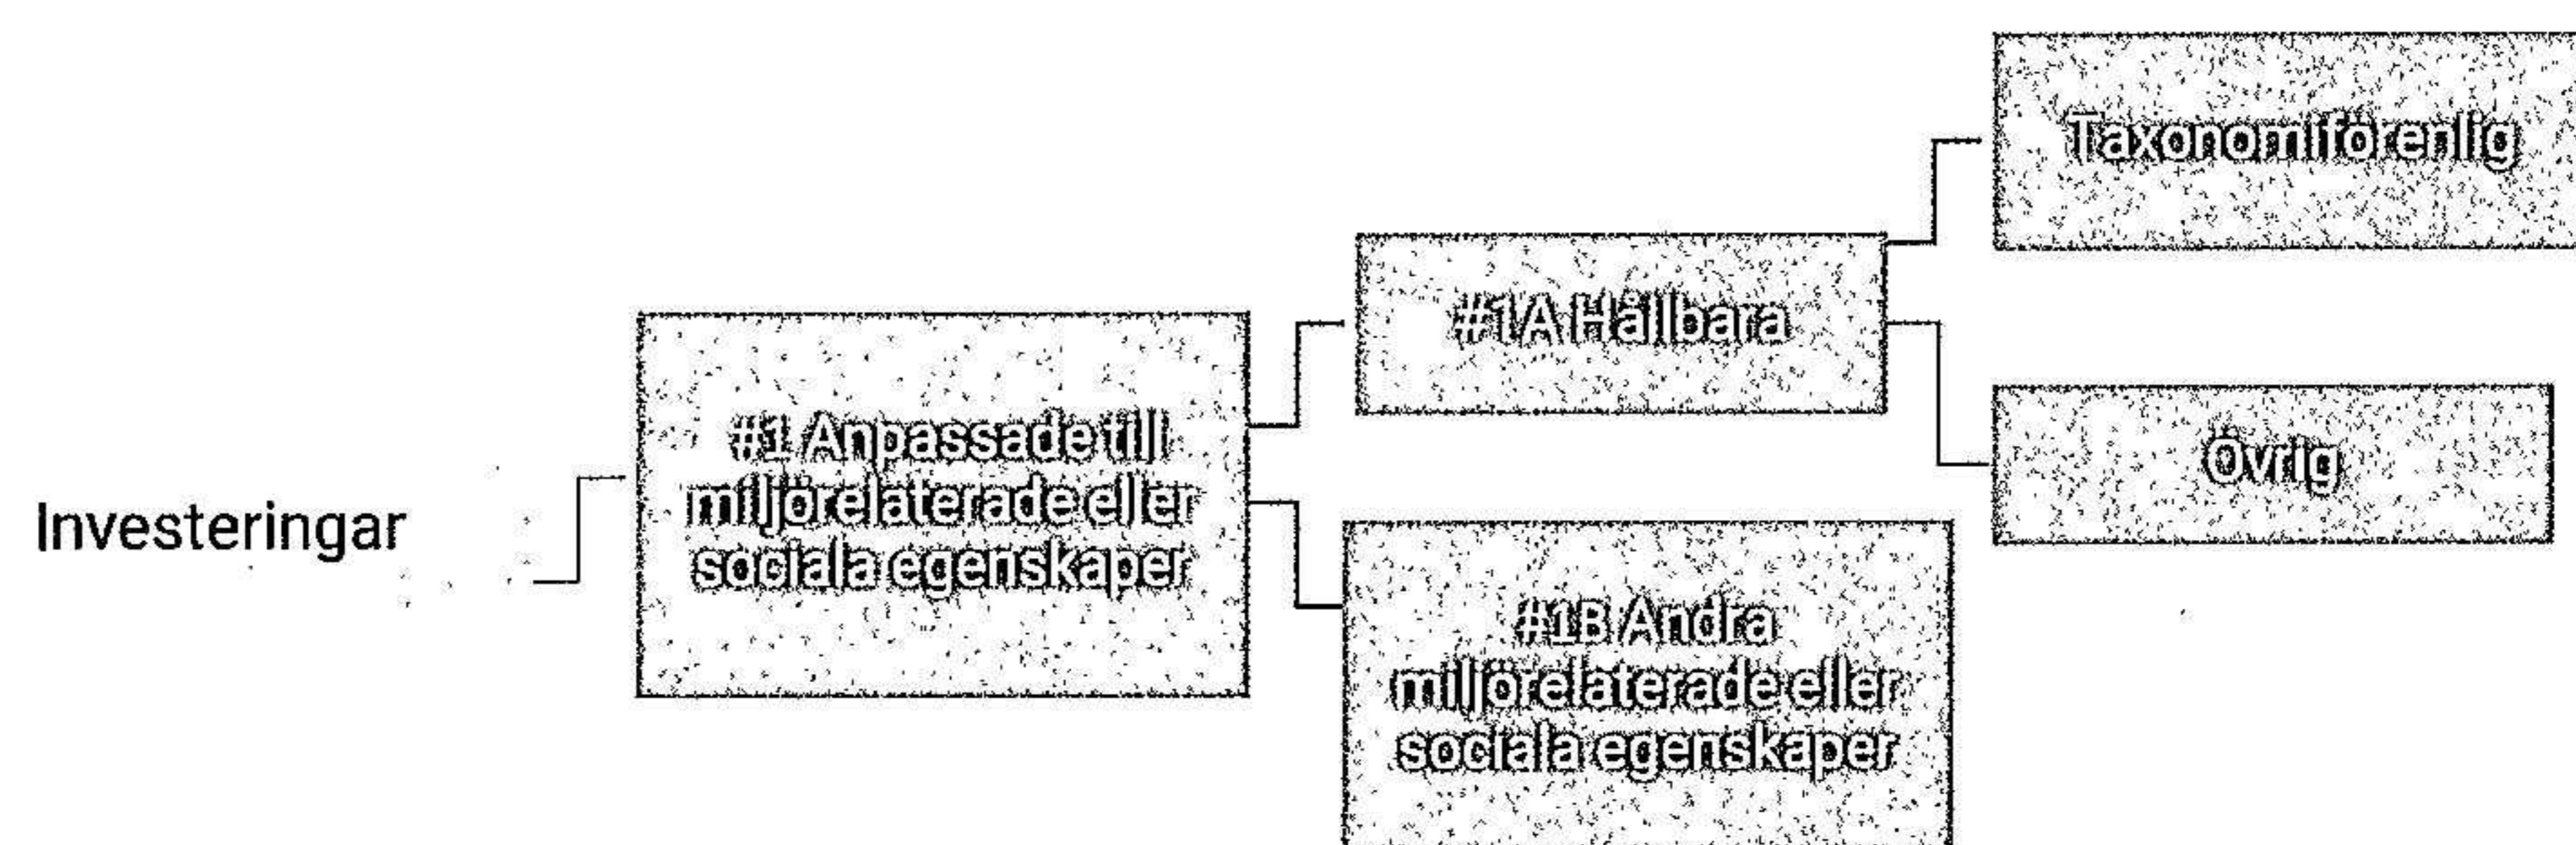 Investeringar
#1 Anpassade till
miljörelaterade eller
sociala egenskaper
#1A Hållbara
#1B Andra
miljörelaterade eller
sociala egenskaper
Taxonomiförenlig
Övrig